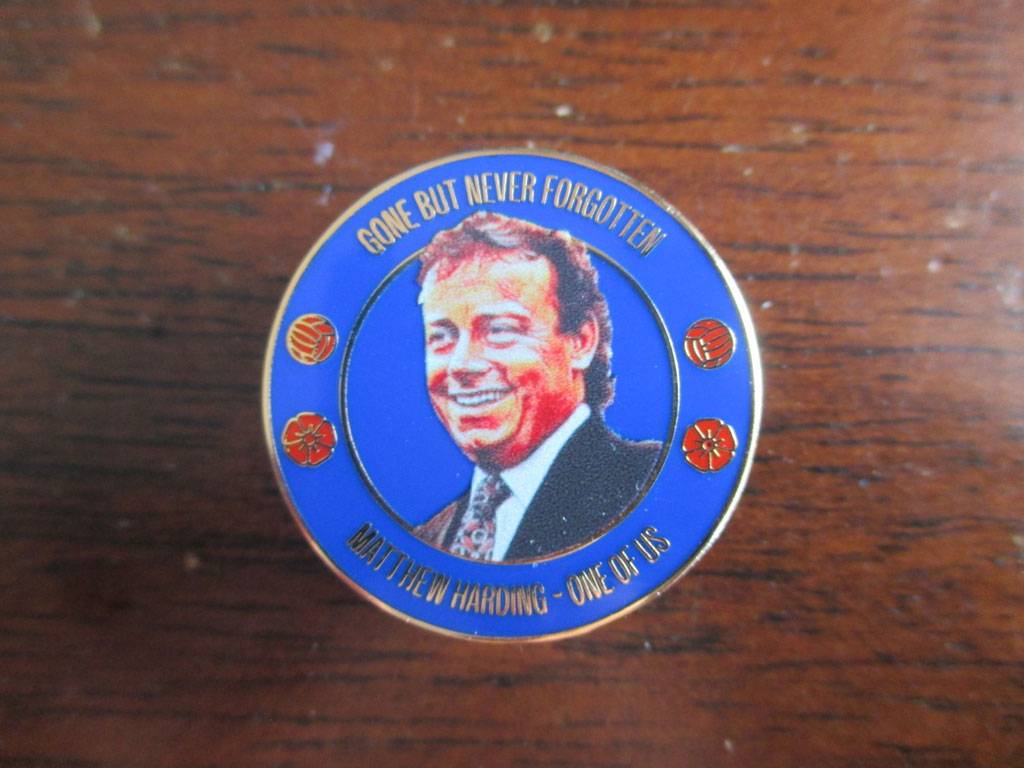 GONE BUT NEVER FORGOTTEN
MATTHEW HARDING - ONE OF US